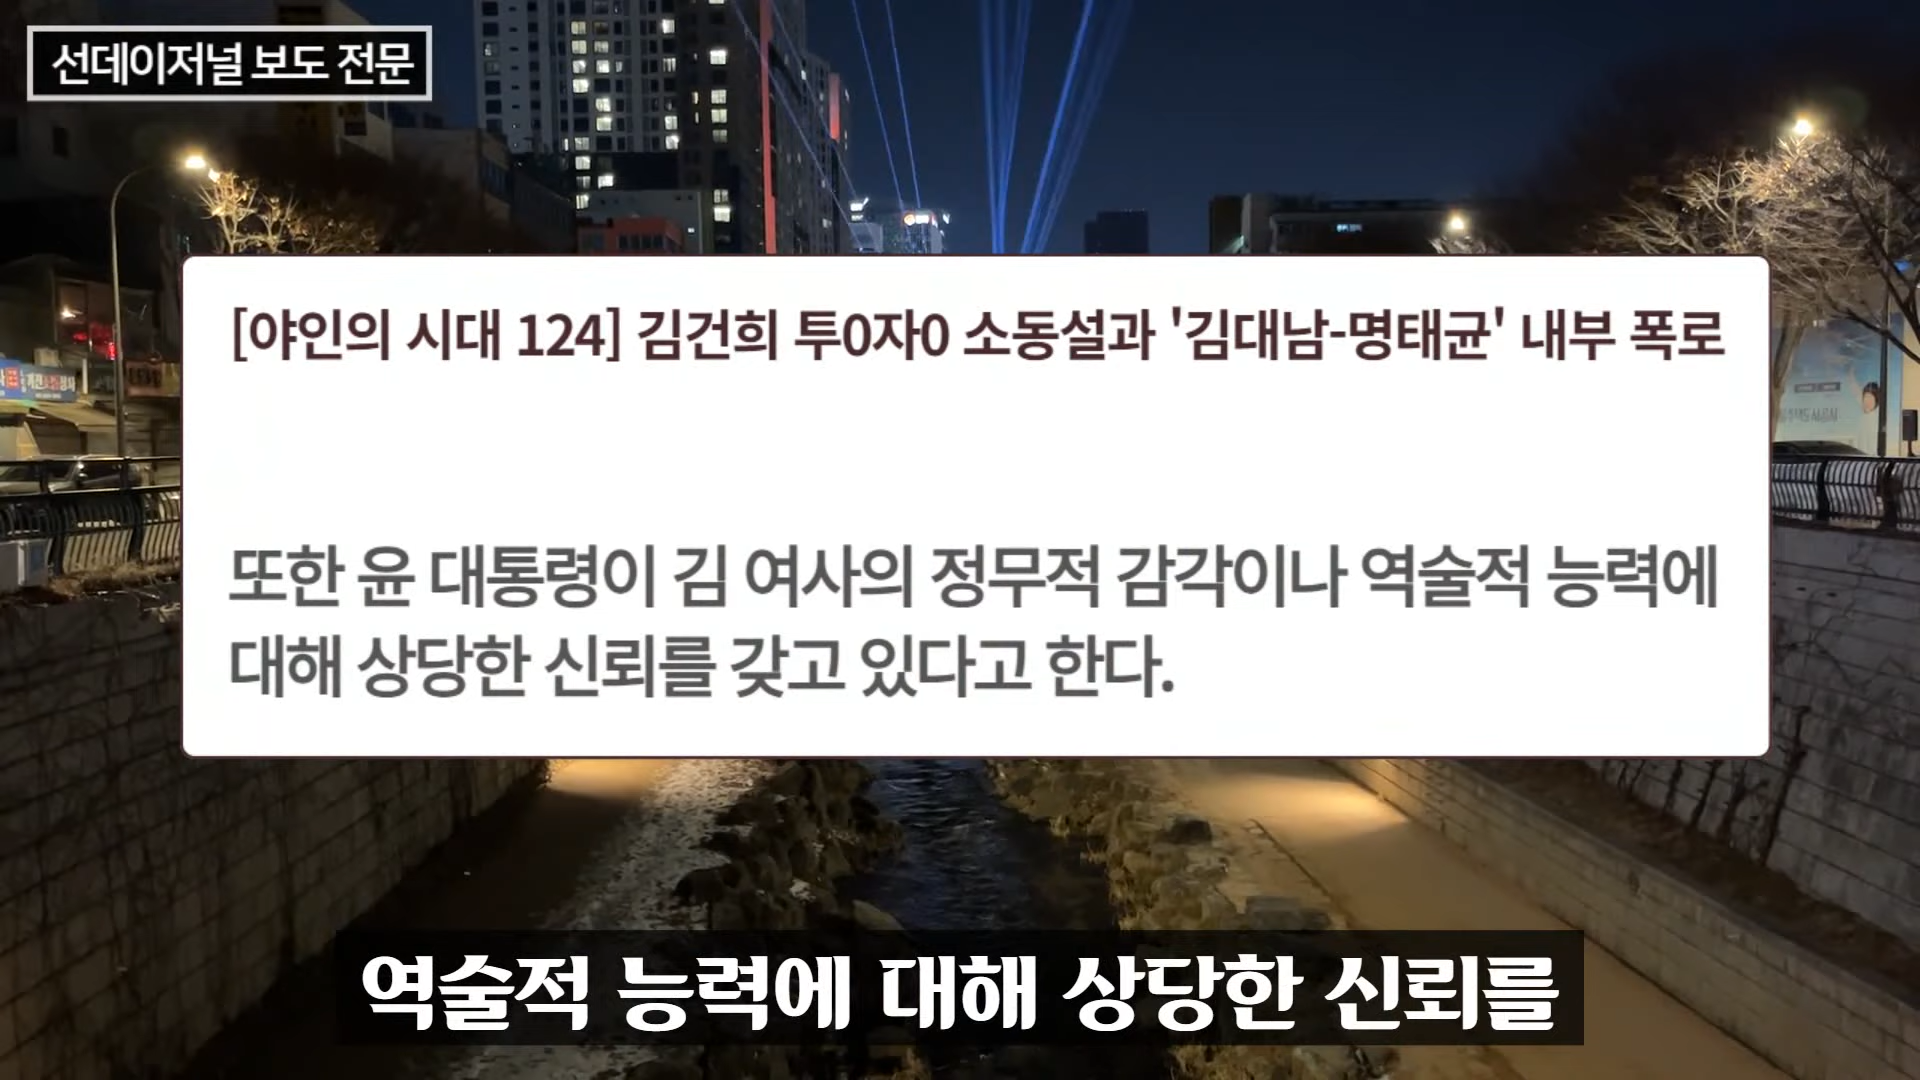 선데이저널 보도 전문
[야인의 시대 124] 김건희 투0자0 소동설과 '김대남-명태균' 내부 폭로
또한 윤 대통령이 김 여사의 정무적 감각이나 역술적 능력에
대해 상당한 신뢰를 갖고 있다고 한다.
역술적 능력에 대해 상당한 신뢰를